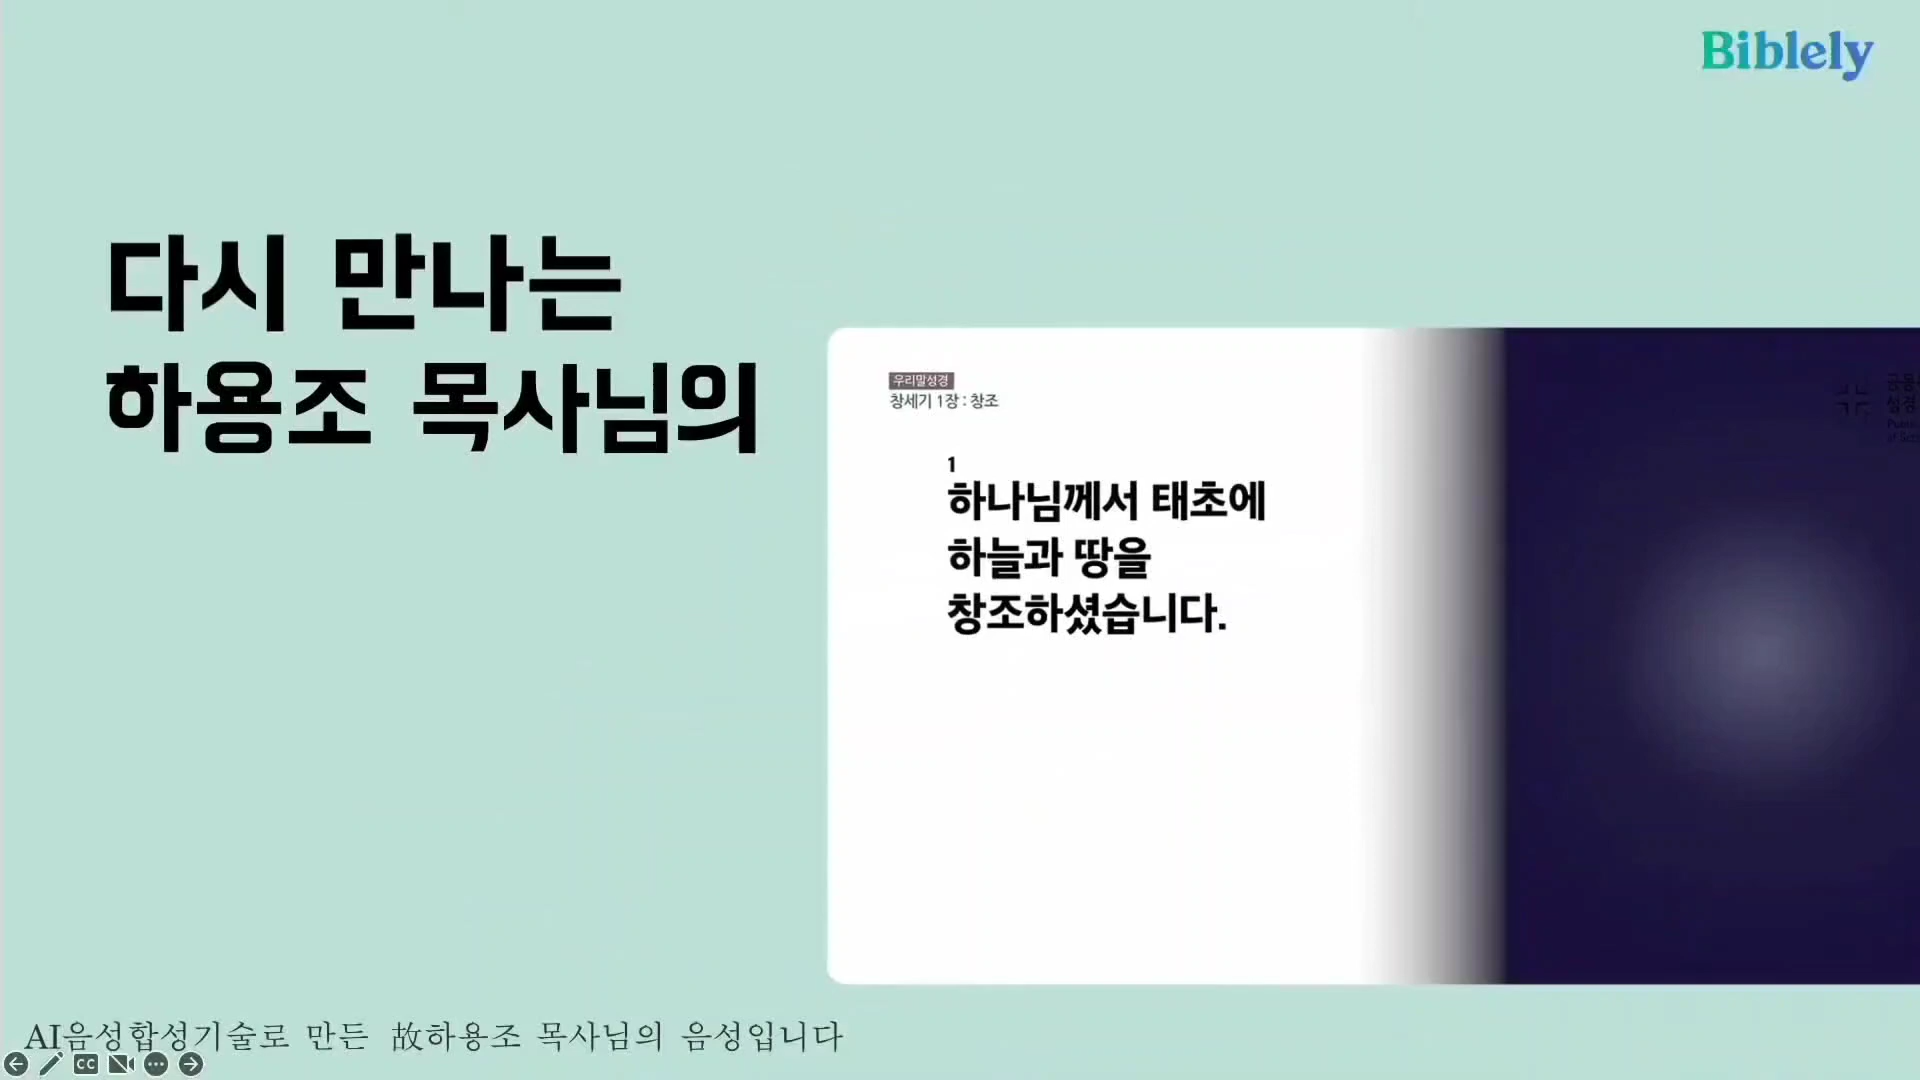 Biblely
다시 만나는
하용조 목사님의
우리말성경
창세기 1장 : 창조
1
하나님께서 태초에
하늘과 땅을
창조하셨습니다.
AI음성합성기술로 만든 故하용조 목사님의 음성입니다
CC